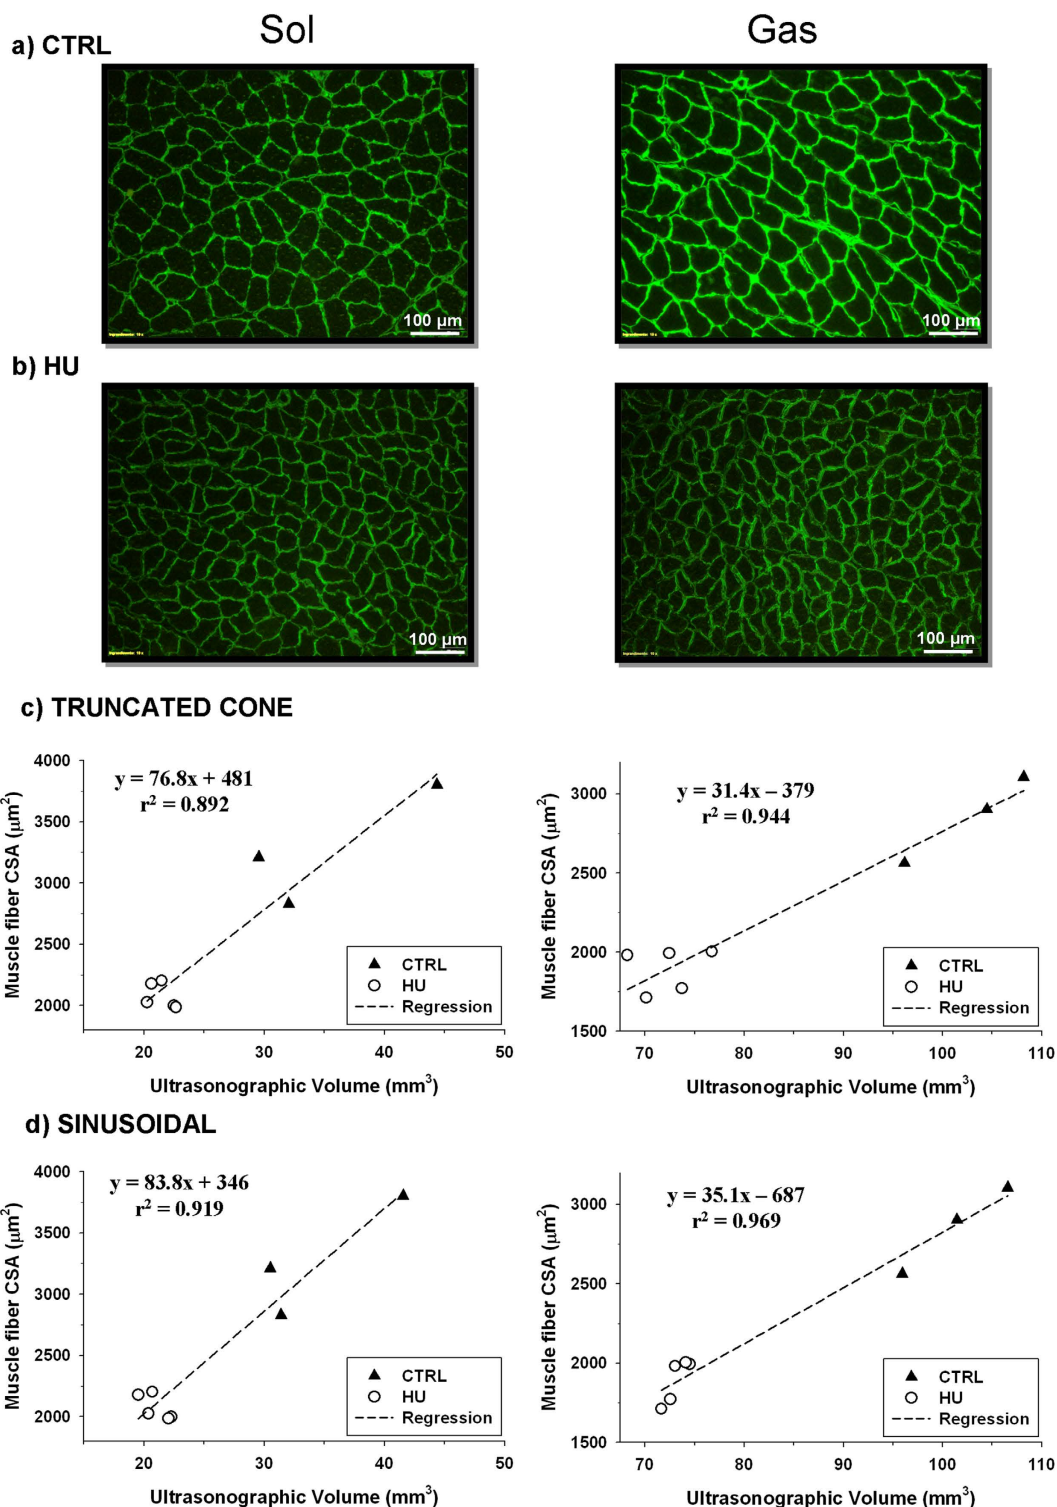 Sol
Gas
a) CTRL
100 µm
100 µm
b) HU
100 µm
100 µm
c) TRUNCATED CONE
Muscle fiber CSA (µm²)
4000
3500
3000
2500
2000
y = 76.8x + 481
r² = 0.892
CTRL
HU
Regression
20
30
40
50
Ultrasonographic Volume (mm³)
Muscle fiber CSA (µm²)
3000
2500
2000
1500
y = 31.4x – 379
r² = 0.944
CTRL
HU
Regression
70
80
90
100
110
Ultrasonographic Volume (mm³)
d) SINUSOIDAL
Muscle fiber CSA (µm²)
4000
3500
3000
2500
2000
y = 83.8x + 346
r² = 0.919
CTRL
HU
Regression
20
30
40
50
Ultrasonographic Volume (mm³)
Muscle fiber CSA (µm²)
3000
2500
2000
1500
y = 35.1x – 687
r² = 0.969
CTRL
HU
Regression
70
80
90
100
110
Ultrasonographic Volume (mm³)